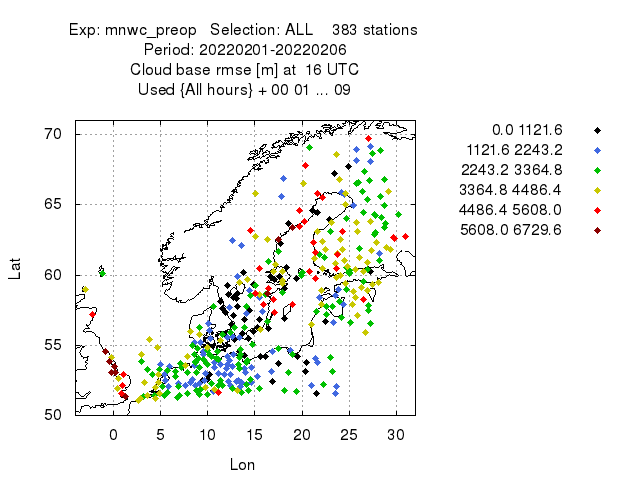 Exp: mnwc_preop Selection: ALL 383 stations
Period: 20220201-20220206
Cloud base rmse [m] at 16 UTC
Used {All hours} + 00 01 ... 09
0.0 1121.6
1121.6 2243.2
2243.2 3364.8
3364.8 4486.4
4486.4 5608.0
5608.0 6729.6
70
65
60
55
50
Lat
0 5 10 15 20 25 30
Lon